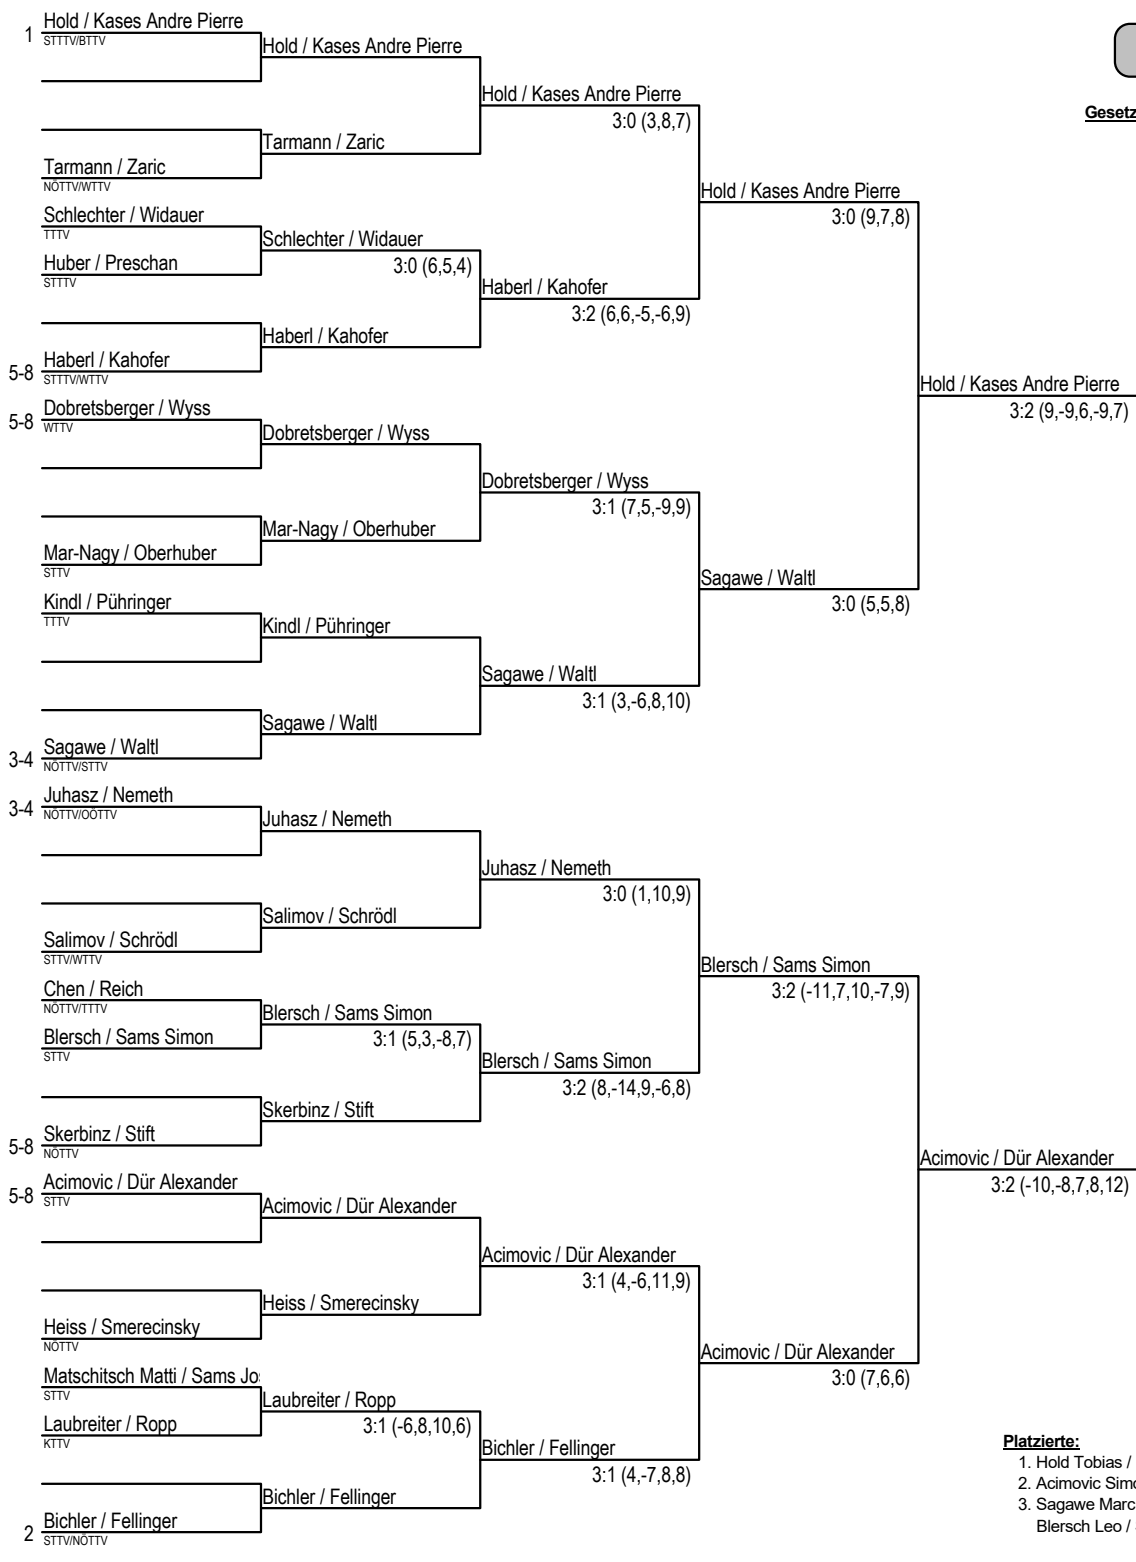 Hold / Kases Andre Pierre
1
STTTV/BTTV
Hold / Kases Andre Pierre
Hold / Kases Andre Pierre
3:0 (3,8,7)
Gesetz
Tarmann / Zaric
Tarmann / Zaric
NÖTTV/WTTV
Hold / Kases Andre Pierre
3:0 (9,7,8)
Schlechter / Widauer
TTTV
Schlechter / Widauer
3:0 (6,5,4)
Huber / Preschan
STTTV
Haberl / Kahofer
3:2 (6,6,-5,-6,9)
Haberl / Kahofer
Haberl / Kahofer
5-8
STTTV/WTTV
Hold / Kases Andre Pierre
3:2 (9,-9,6,-9,7)
Dobretsberger / Wyss
5-8
WTTV
Dobretsberger / Wyss
Dobretsberger / Wyss
3:1 (7,5,-9,9)
Mar-Nagy / Oberhuber
Mar-Nagy / Oberhuber
STTV
Sagawe / Waltl
3:0 (5,5,8)
Kindl / Pühringer
TTTV
Kindl / Pühringer
Sagawe / Waltl
3:1 (3,-6,8,10)
Sagawe / Waltl
Sagawe / Waltl
3-4
NÖTTV/STTV
Juhasz / Nemeth
3-4
NÖTTV/OÖTTV
Juhasz / Nemeth
Juhasz / Nemeth
3:0 (1,10,9)
Salimov / Schrödl
Salimov / Schrödl
STTV/WTTV
Blersch / Sams Simon
3:2 (-11,7,10,-7,9)
Chen / Reich
NÖTTV/TTTV
Blersch / Sams Simon
3:1 (5,3,-8,7)
Blersch / Sams Simon
STTV
Blersch / Sams Simon
3:2 (8,-14,9,-6,8)
Skerbinz / Stift
Skerbinz / Stift
5-8
NÖTTV
Acimovic / Dür Alexander
3:2 (-10,-8,7,8,12)
Acimovic / Dür Alexander
5-8
STTV
Acimovic / Dür Alexander
Acimovic / Dür Alexander
3:1 (4,-6,11,9)
Heiss / Smerecinsky
Heiss / Smerecinsky
NÖTTV
Acimovic / Dür Alexander
3:0 (7,6,6)
Matschitsch Matti / Sams Jo
STTV
Laubreiter / Ropp
3:1 (-6,8,10,6)
Laubreiter / Ropp
KTTV
Bichler / Fellinger
3:1 (4,-7,8,8)
Bichler / Fellinger
Bichler / Fellinger
2
STTV/NÖTTV
Platzierte:
1. Hold Tobias /
2. Acimovic Simo
3. Sagawe Marc
Blersch Leo /